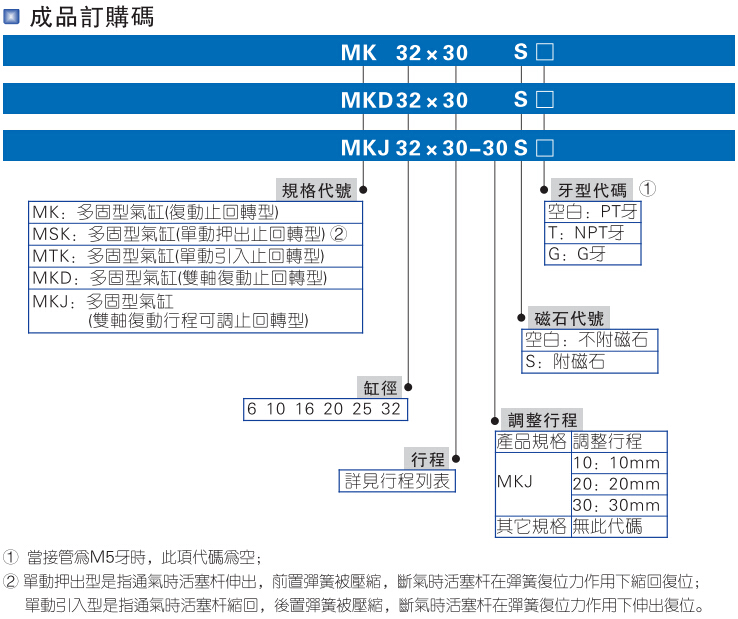 成品訂購碼
MK 32×30 S□
MKD32×30 S□
MKJ 32×30-30 S□
規格代號
MK：多固型氣缸(復動止回轉型)
MSK：多固型氣缸(單動押出止回轉型)②
MTK：多固型氣缸(單動引入止回轉型)
MKD：多固型氣缸(雙軸復動止回轉型)
MKJ：多固型氣缸
(雙軸復動行程可調止回轉型)
牙型代碼 ①
空白：PT牙
T：NPT牙
G：G牙
磁石代號
空白：不附磁石
S：附磁石
缸徑
6 10 16 20 25 32
調整行程
產品規格 調整行程
MKJ
10：10mm
20：20mm
30：30mm
其它規格 無此代碼
行程
詳見行程列表
① 當接管爲M5牙時，此項代碼爲空；
② 單動押出型是指通氣時活塞杆伸出，前置彈簧被壓縮，斷氣時活塞杆在彈簧復位力作用下縮回復位；
單動引入型是指通氣時活塞杆縮回，後置彈簧被壓縮，斷氣時活塞杆在彈簧復位力作用下伸出復位。